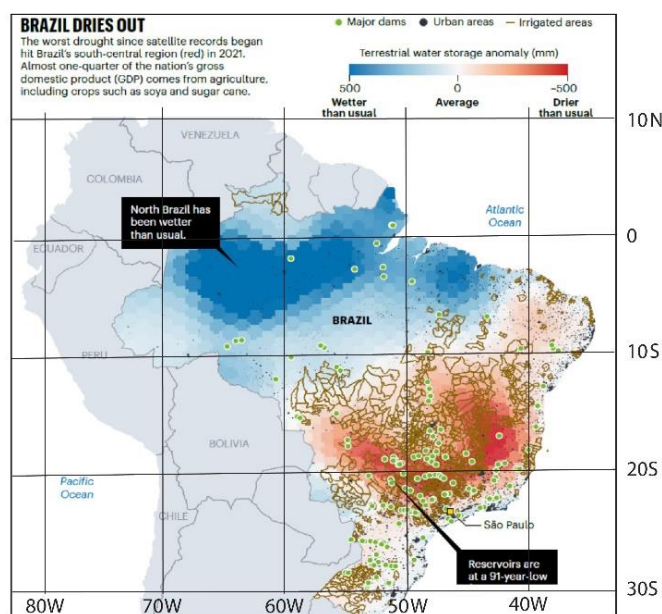 BRAZIL DRIES OUT
The worst drought since satellite records began
hit Brazil's south-central region (red) in 2021.
Almost one-quarter of the nation's gross
domestic product (GDP) comes from agriculture,
including crops such as soya and sugar cane.
Major dams Urban areas Irrigated areas
Terrestrial water storage anomaly (mm)
500 0 −500
Wetter than usual
Average
Drier than usual
10N
VENEZUELA
COLOMBIA
North Brazil has
been wetter
than usual.
Atlantic
Ocean
ECUADOR
0
BRAZIL
PERU
10S
BOLIVIA
Pacific
Ocean
20S
CHILE
São Paulo
Reservoirs are
at a 91-year-low
30S
80W 70W 60W 50W 40W